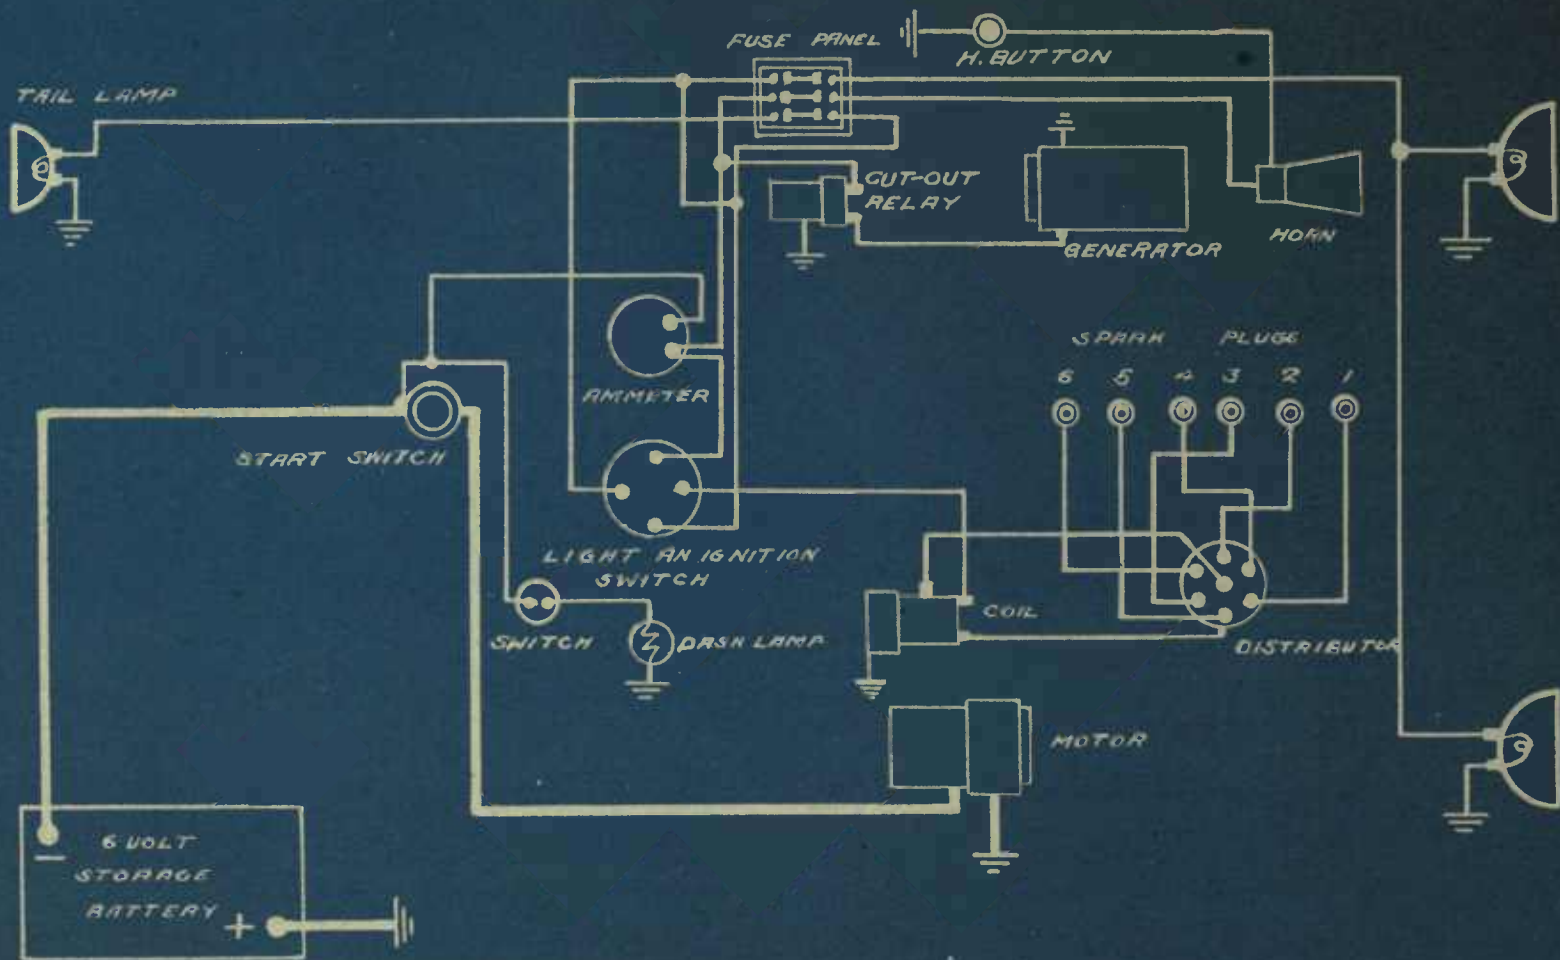 FUSE PANEL
H. BUTTON
TAIL LAMP
CUT-OUT
RELAY
GENERATOR
HORN
SPARK PLUGE
6 5 4 3 2 1
AMMETER
START SWITCH
LIGHT AN IGNITION
SWITCH
SWITCH
DASH LAMP
COIL
DISTRIBUTOR
MOTOR
6 VOLT
STORAGE
BATTERY
- +